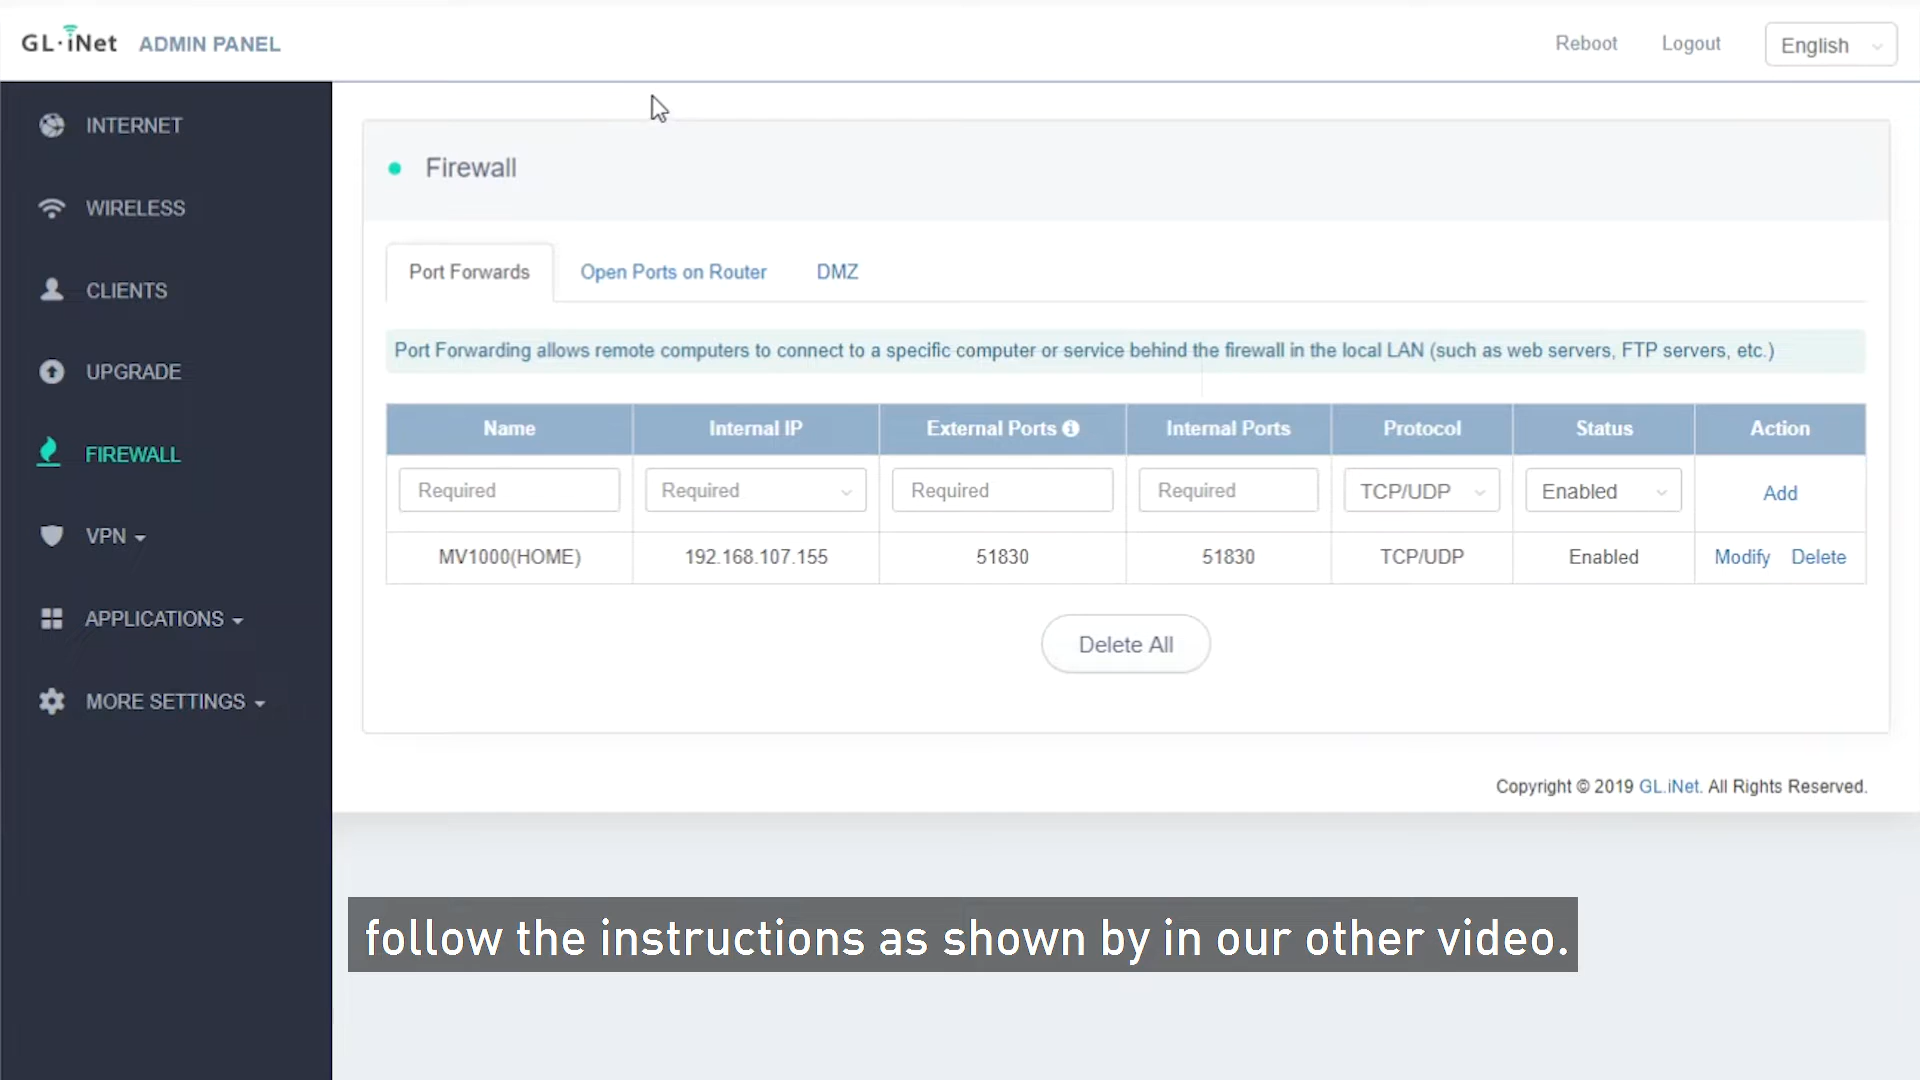 GL·iNet ADMIN PANEL
Reboot
Logout
English
INTERNET
WIRELESS
CLIENTS
UPGRADE
FIREWALL
VPN
APPLICATIONS
MORE SETTINGS
Firewall
Port Forwards
Open Ports on Router
DMZ
Port Forwarding allows remote computers to connect to a specific computer or service behind the firewall in the local LAN (such as web servers, FTP servers, etc.)
Name Internal IP External Ports Internal Ports Protocol Status Action
Required Required Required Required TCP/UDP Enabled Add
MV1000(HOME) 192.168.107.155 51830 51830 TCP/UDP Enabled Modify Delete
Delete All
Copyright © 2019 GL.iNet. All Rights Reserved.
follow the instructions as shown by in our other video.